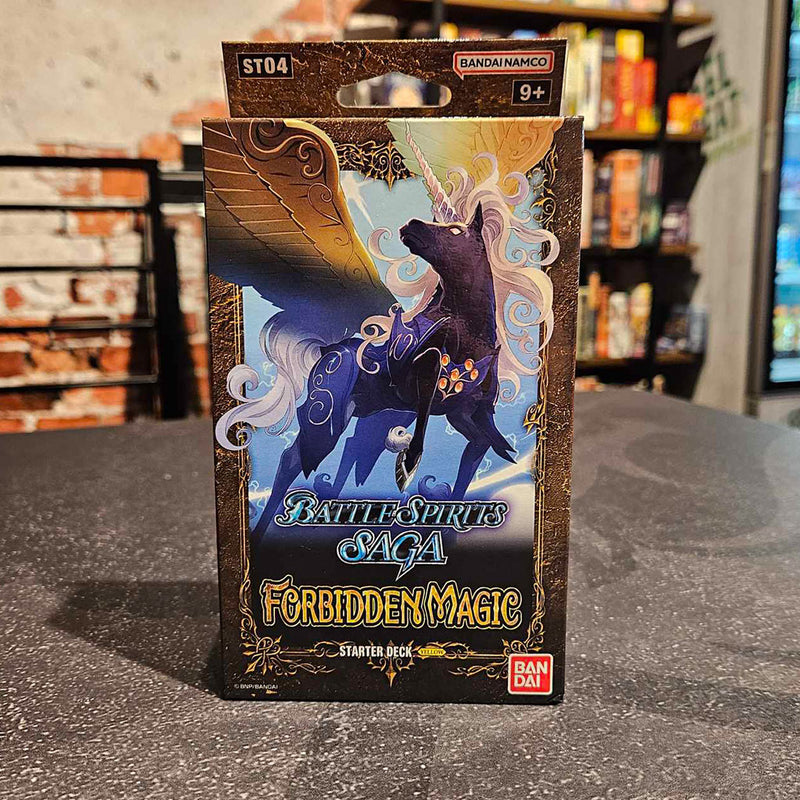 ST04
BANDAI NAMCO
9+
BATTLE SPIRITS
SAGA
FORBIDDEN MAGIC
STARTER DECK YELLOW
BAN
DAI
© BNP/BANDAI